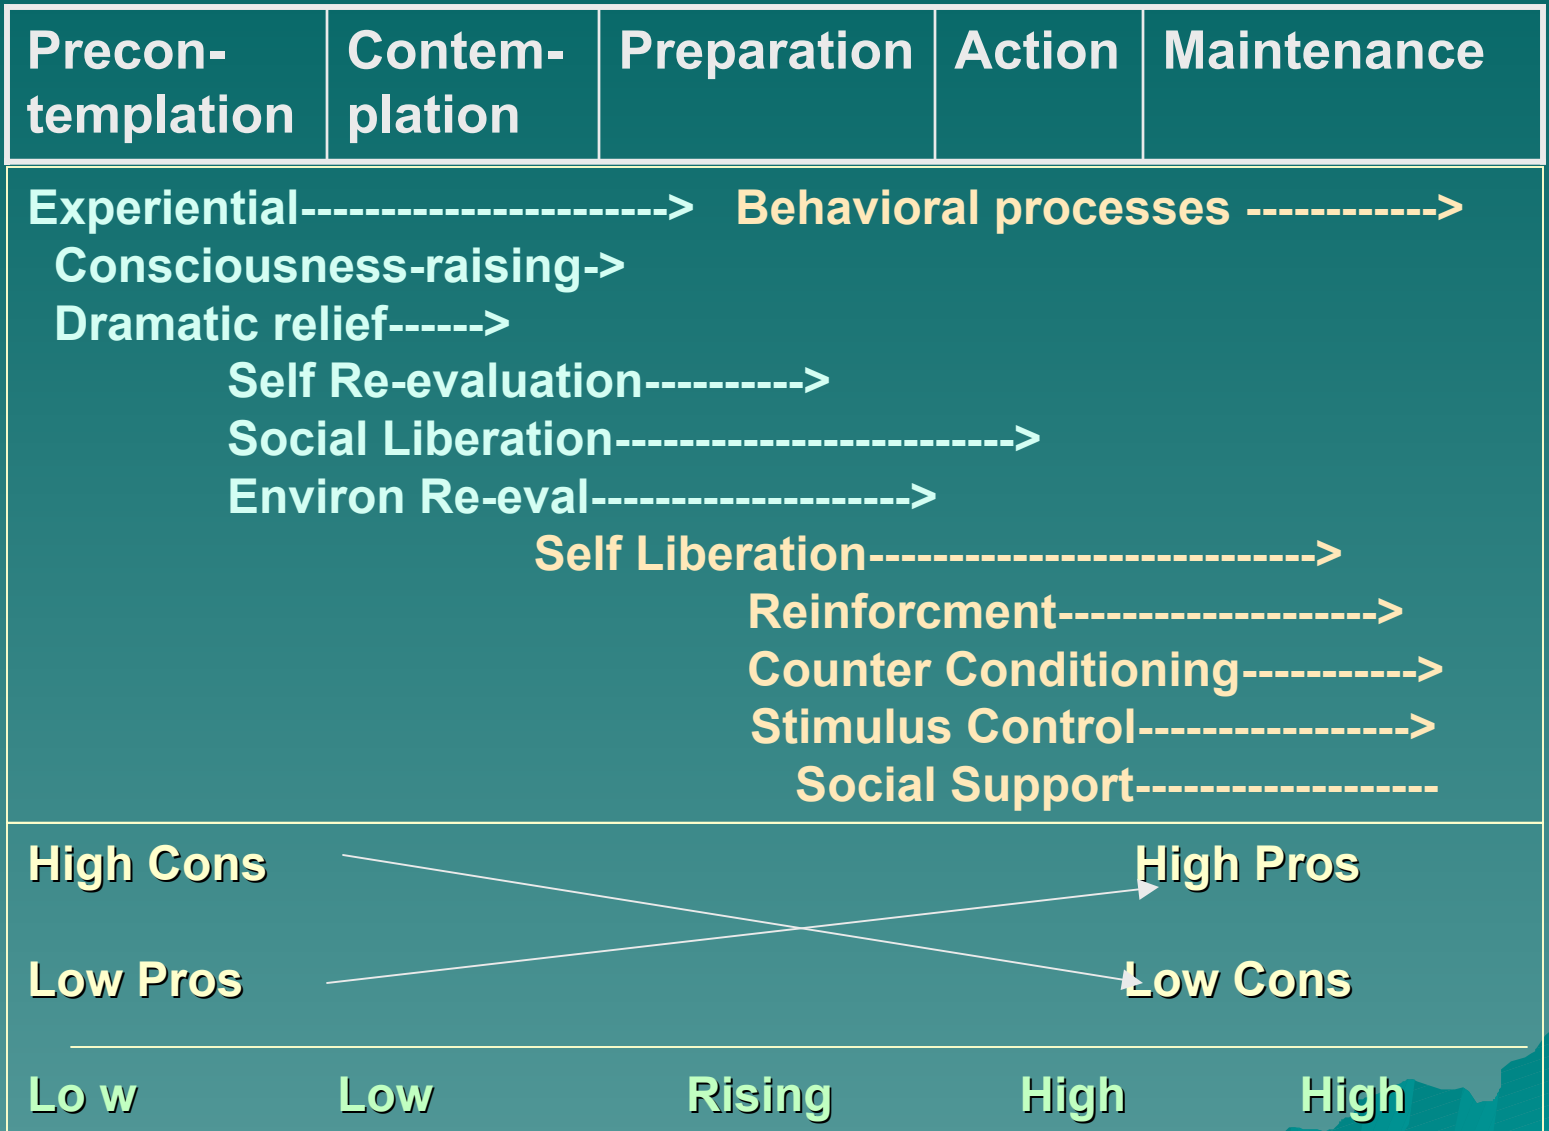 Precon- Contem- Preparation Action Maintenance
templation plation
Experiential-----------------------> Behavioral processes ------------>
Consciousness-raising->
Dramatic relief------>
Self Re-evaluation---------->
Social Liberation------------------------->
Environ Re-eval-------------------->
Self Liberation---------------------------->
Reinforcment-------------------->
Counter Conditioning----------->
Stimulus Control----------------->
Social Support-------------------
High Cons High Pros
Low Pros Low Cons
Lo w Low Rising High High